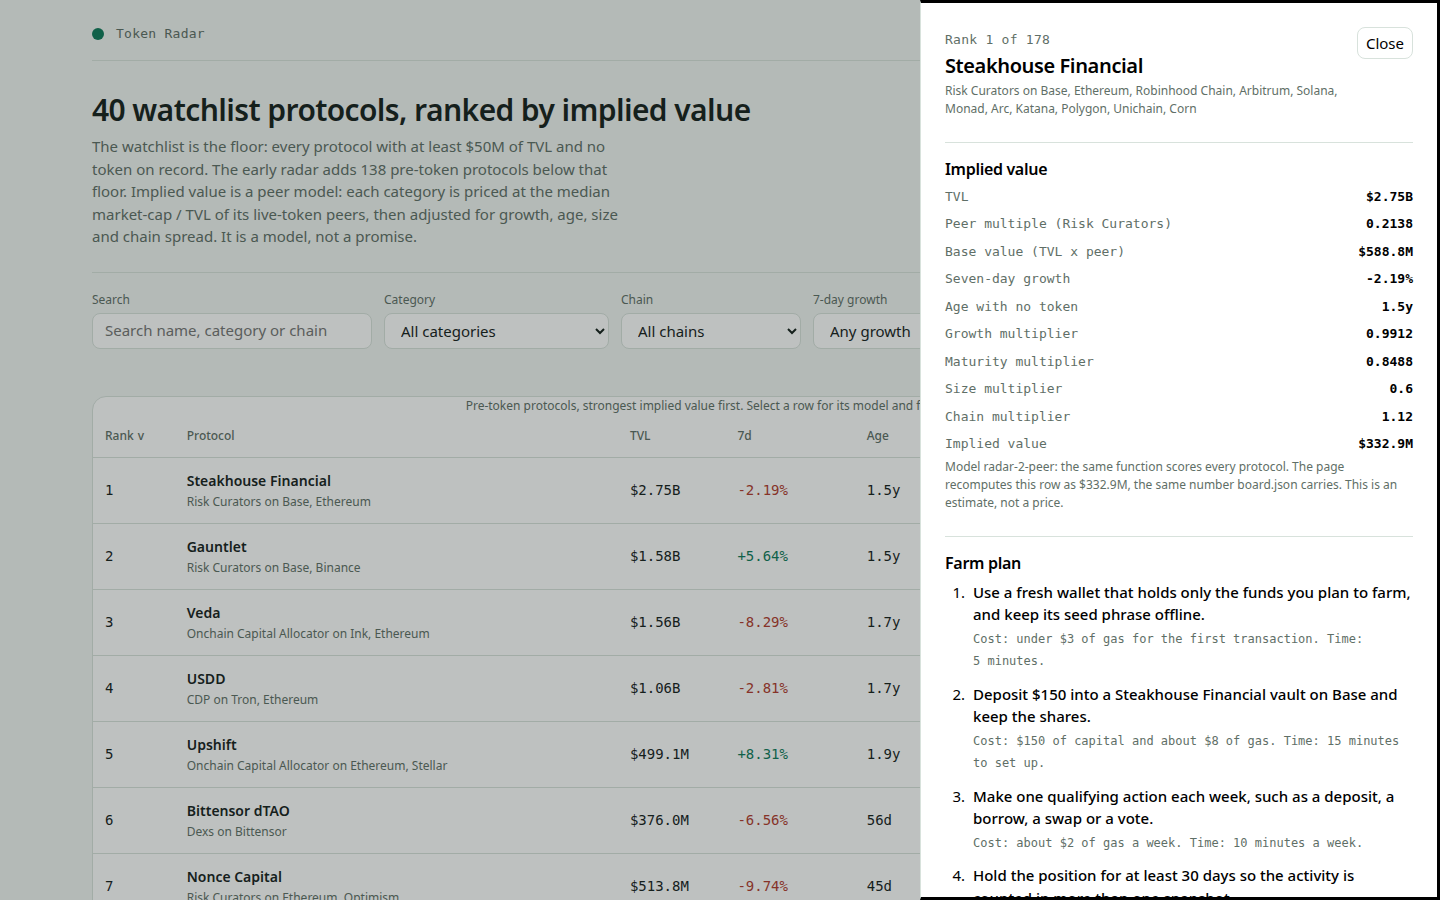 Token Radar
40 watchlist protocols, ranked by implied value
The watchlist is the floor: every protocol with at least $50M of TVL and no
token on record. The early radar adds 138 pre-token protocols below that
floor. Implied value is a peer model: each category is priced at the median
market-cap / TVL of its live-token peers, then adjusted for growth, age, size
and chain spread. It is a model, not a promise.
Search Category Chain 7-day growth
Search name, category or chain All categories All chains Any growth
Pre-token protocols, strongest implied value first. Select a row for its model and f
Rank v Protocol TVL 7d Age
1 Steakhouse Financial $2.75B -2.19% 1.5y
Risk Curators on Base, Ethereum
2 Gauntlet $1.58B +5.64% 1.5y
Risk Curators on Base, Binance
3 Veda $1.56B -8.29% 1.7y
Onchain Capital Allocator on Ink, Ethereum
4 USDD $1.06B -2.81% 1.7y
CDP on Tron, Ethereum
5 Upshift $499.1M +8.31% 1.9y
Onchain Capital Allocator on Ethereum, Stellar
6 Bittensor dTAO $376.0M -6.56% 56d
Dexs on Bittensor
7 Nonce Capital $513.8M -9.74% 45d
Risk Curators on Ethereum, Optimism
Rank 1 of 178
Close
Steakhouse Financial
Risk Curators on Base, Ethereum, Robinhood Chain, Arbitrum, Solana,
Monad, Arc, Katana, Polygon, Unichain, Corn
Implied value
TVL $2.75B
Peer multiple (Risk Curators) 0.2138
Base value (TVL x peer) $588.8M
Seven-day growth -2.19%
Age with no token 1.5y
Growth multiplier 0.9912
Maturity multiplier 0.8488
Size multiplier 0.6
Chain multiplier 1.12
Implied value $332.9M
Model radar-2-peer: the same function scores every protocol. The page
recomputes this row as $332.9M, the same number board.json carries. This is an
estimate, not a price.
Farm plan
1. Use a fresh wallet that holds only the funds you plan to farm,
and keep its seed phrase offline.
Cost: under $3 of gas for the first transaction. Time:
5 minutes.
2. Deposit $150 into a Steakhouse Financial vault on Base and
keep the shares.
Cost: $150 of capital and about $8 of gas. Time: 15 minutes
to set up.
3. Make one qualifying action each week, such as a deposit, a
borrow, a swap or a vote.
Cost: about $2 of gas a week. Time: 10 minutes a week.
4. Hold the position for at least 30 days so the activity is
counted in more than one snapshot.